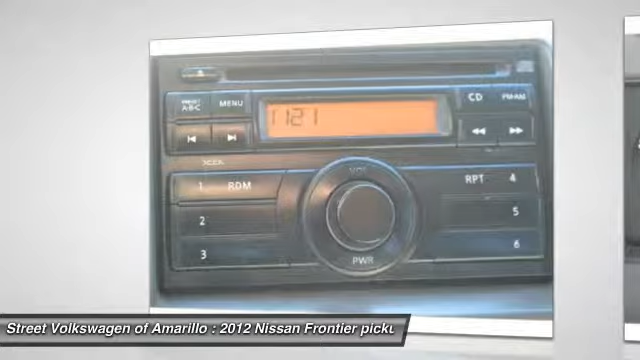 PRESET
A-B-C
MENU
CD
FM•AM
1121
1 RDM
RPT 4
2
5
3
6
VOL
PWR
Street Volkswagen of Amarillo : 2012 Nissan Frontier picku